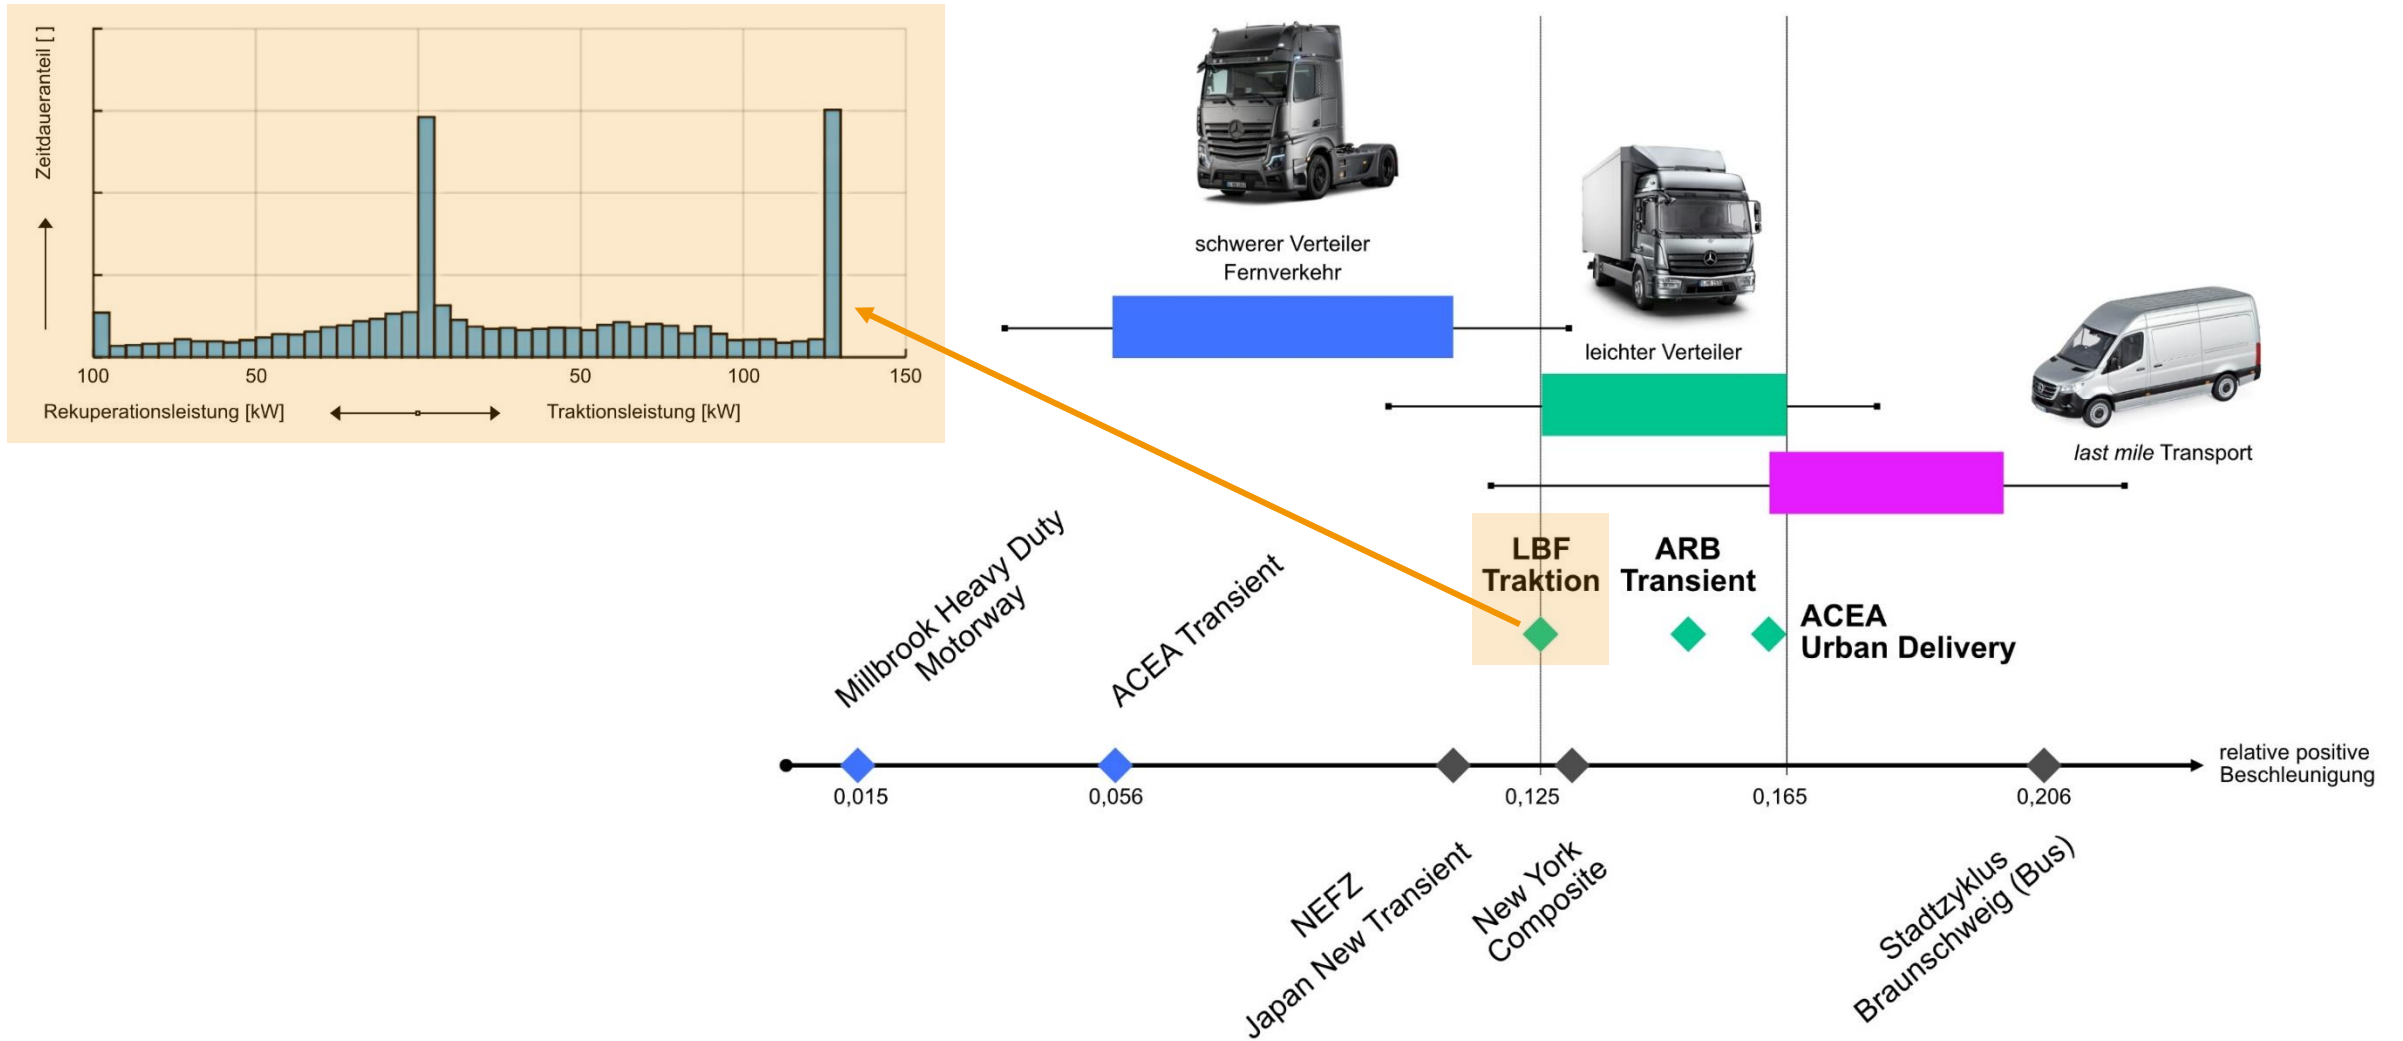 Zeitdaueranteil [ ]
100
50
50
100
150
Rekuperationsleistung [kW]
Traktionsleistung [kW]
schwerer Verteiler
Fernverkehr
leichter Verteiler
last mile Transport
LBF
Traktion
ARB
Transient
ACEA
Urban Delivery
Millbrook Heavy Duty
Motorway
ACEA Transient
relative positive
Beschleunigung
0,015
0,056
0,125
0,165
0,206
NEFZ
Japan New Transient
New York
Composite
Stadtzyklus
Braunschweig (Bus)